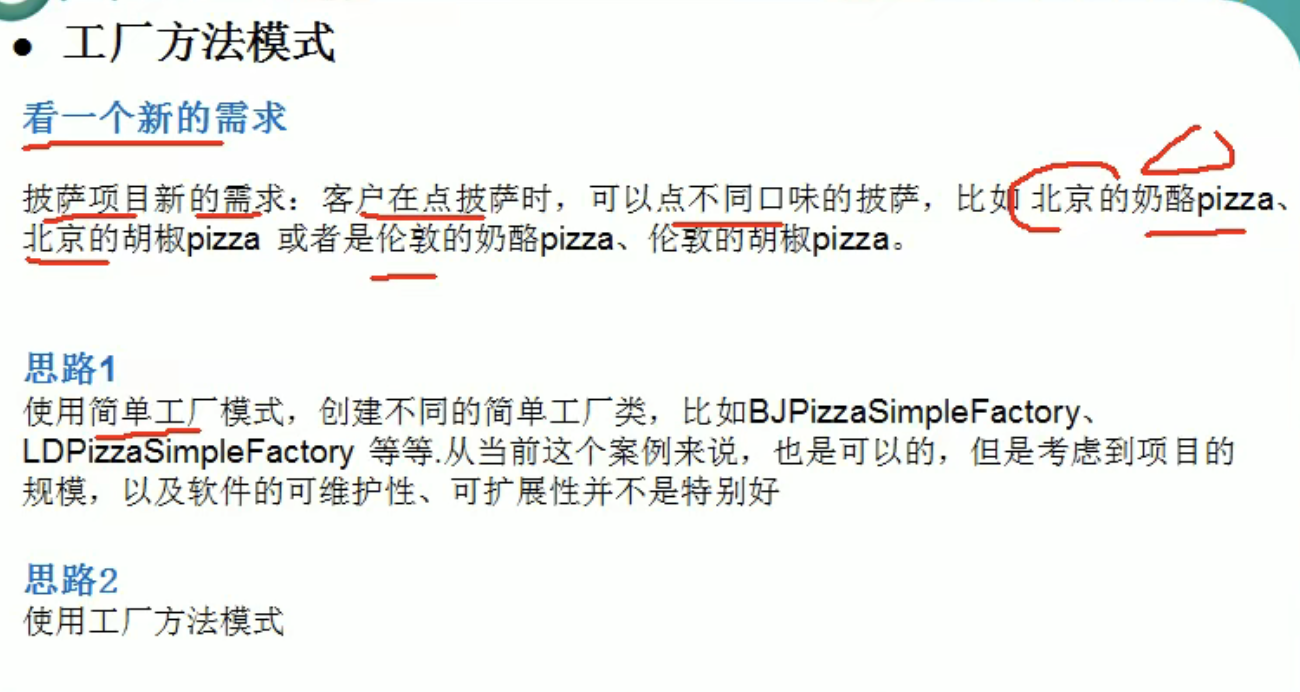 • 工厂方法模式
看一个新的需求
披萨项目新的需求：客户在点披萨时，可以点不同口味的披萨，比如 北京的奶酪pizza、
北京的胡椒pizza 或者是伦敦的奶酪pizza、伦敦的胡椒pizza。
思路1
使用简单工厂模式，创建不同的简单工厂类，比如BJPizzaSimpleFactory、
LDPizzaSimpleFactory 等等.从当前这个案例来说，也是可以的，但是考虑到项目的
规模，以及软件的可维护性、可扩展性并不是特别好
思路2
使用工厂方法模式